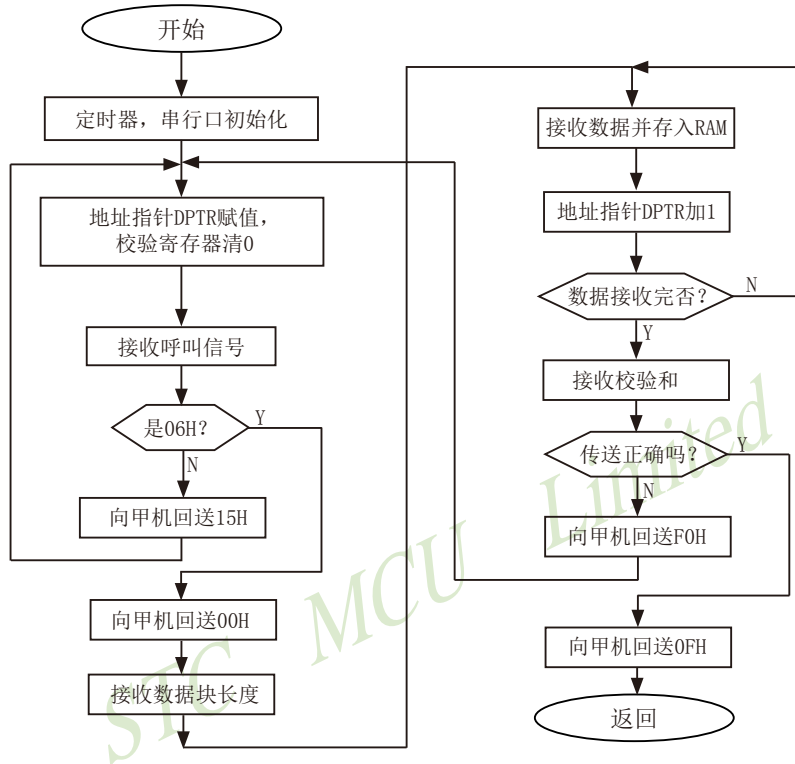 开始
定时器，串行口初始化
地址指针DPTR赋值，
校验寄存器清0
接收呼叫信号
是06H？
Y
N
向甲机回送15H
向甲机回送00H
接收数据块长度
接收数据并存入RAM
地址指针DPTR加1
数据接收完否？
N
Y
接收校验和
传送正确吗？
Y
N
向甲机回送F0H
向甲机回送0FH
返回
STC MCU Limited